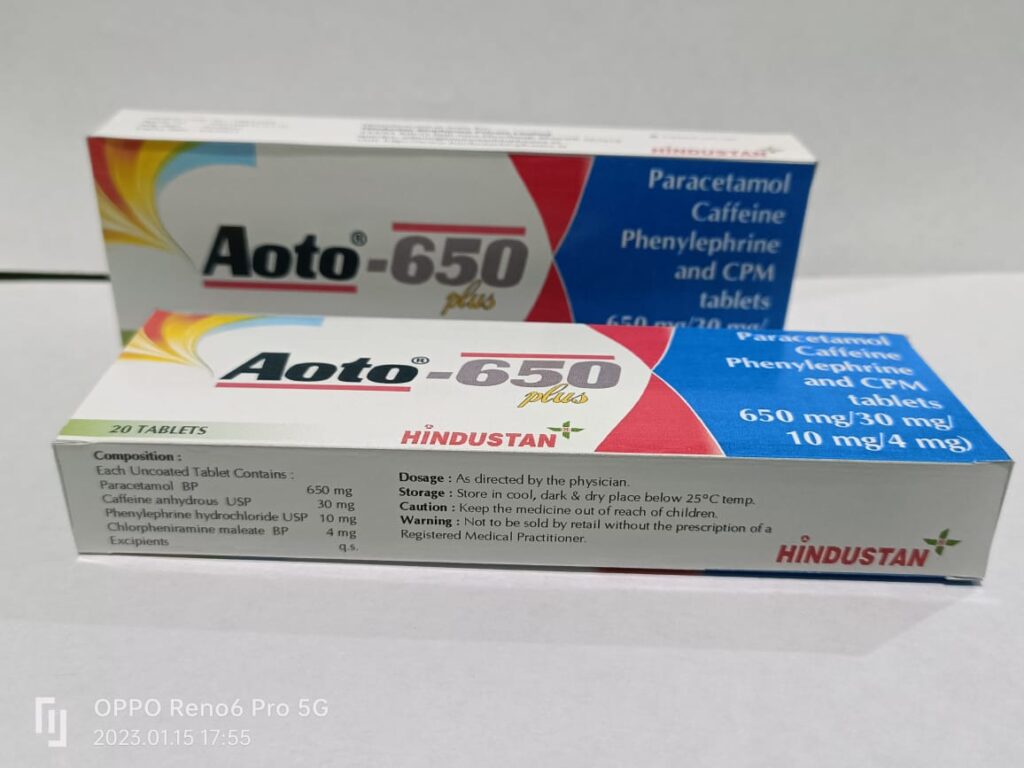 HINDUSTAN
Aoto®-650
plus
Paracetamol
Caffeine
Phenylephrine
and CPM
tablets
650 mg/30 mg/
Aoto®-650
plus
20 TABLETS
HINDUSTAN
Paracetamol
Caffeine
Phenylephrine
and CPM
tablets
650 mg/30 mg/
10 mg/4 mg)
Composition :
Each Uncoated Tablet Contains :
Paracetamol BP 650 mg
Caffeine anhydrous USP 30 mg
Phenylephrine hydrochloride USP 10 mg
Chlorpheniramine maleate BP 4 mg
Excipients q.s.
Dosage : As directed by the physician.
Storage : Store in cool, dark & dry place below 25°C temp.
Caution : Keep the medicine out of reach of children.
Warning : Not to be sold by retail without the prescription of a
Registered Medical Practitioner.
HINDUSTAN
OPPO Reno6 Pro 5G
2023.01.15 17:55